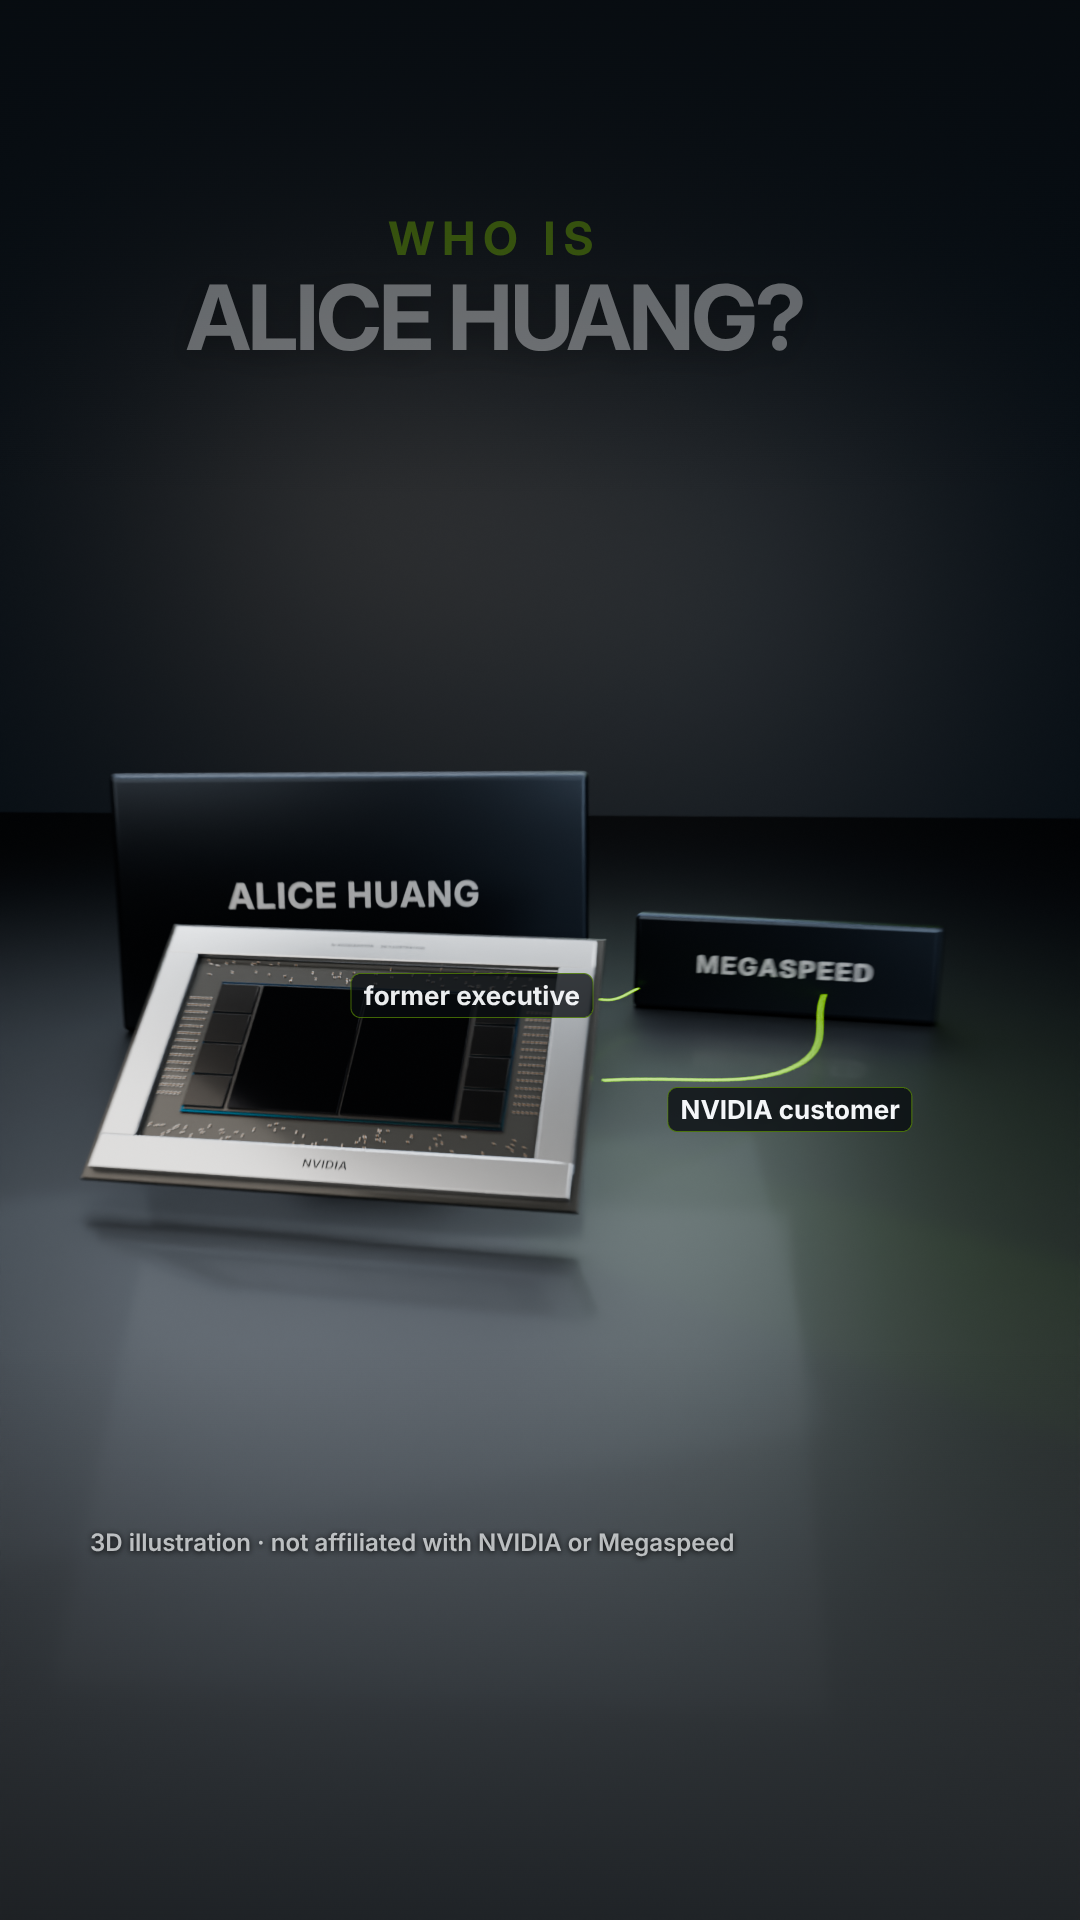 WHO IS
ALICE HUANG?
ALICE HUANG
MEGASPEED
former executive
NVIDIA customer
NVIDIA
3D illustration · not affiliated with NVIDIA or Megaspeed